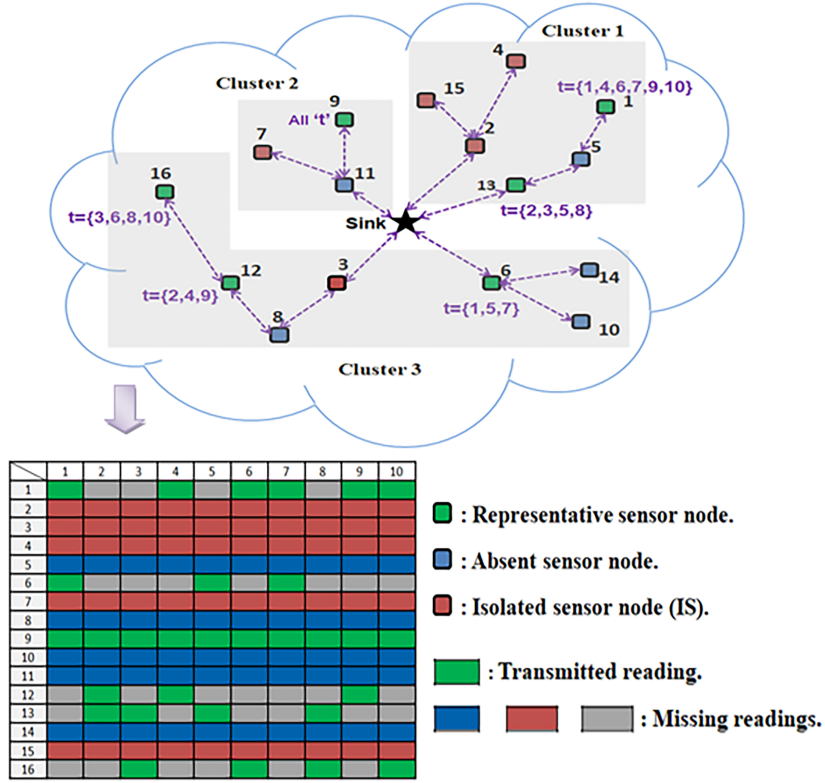 Cluster 1
4
15
t={1,4,6,7,9,10}
1
Cluster 2
9
All 't'
7
2
5
11
13
16
t={2,3,5,8}
t={3,6,8,10}
Sink
12
3
6
14
t={2,4,9}
t={1,5,7}
8
10
Cluster 3
1 2 3 4 5 6 7 8 9 10
1
2
3
4
5
6
7
8
9
10
11
12
13
14
15
16
: Representative sensor node.
: Absent sensor node.
: Isolated sensor node (IS).
: Transmitted reading.
: Missing readings.